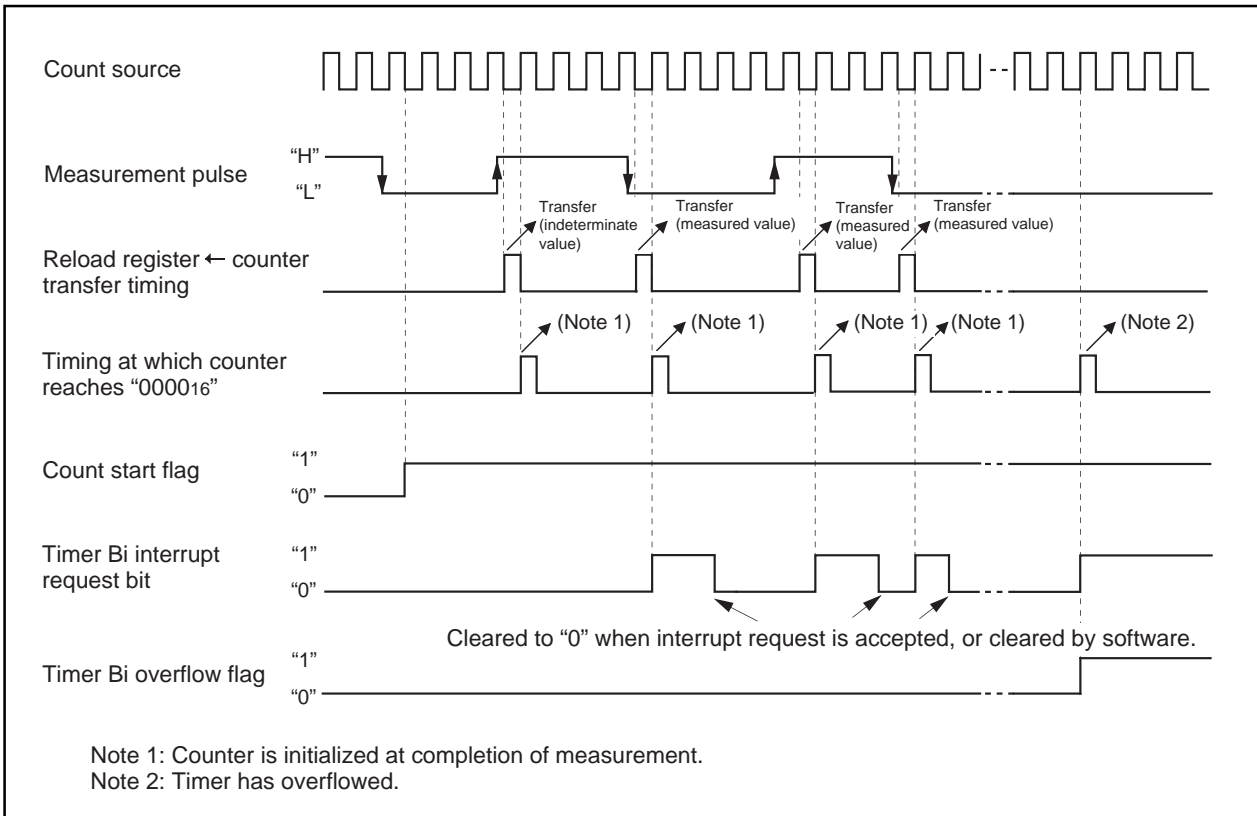 Count source
Measurement pulse
“H”
“L”
Transfer
(indeterminate
value)
Transfer
(measured value)
Transfer
(measured
value)
Transfer
(measured value)
Reload register ← counter
transfer timing
(Note 1)
(Note 1)
(Note 1)
(Note 1)
(Note 2)
Timing at which counter
reaches “000016”
Count start flag
“1”
“0”
Timer Bi interrupt
request bit
“1”
“0”
Cleared to “0” when interrupt request is accepted, or cleared by software.
Timer Bi overflow flag
“1”
“0”
Note 1: Counter is initialized at completion of measurement.
Note 2: Timer has overflowed.